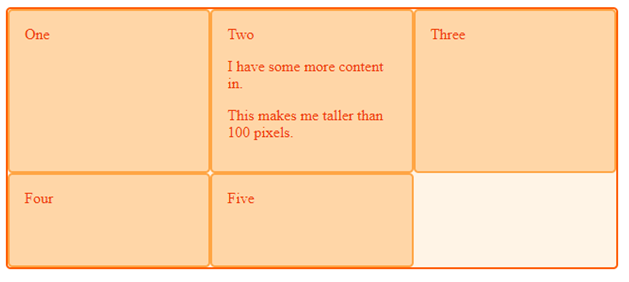 One
Two
I have some more content
in.
This makes me taller than
100 pixels.
Three
Four
Five